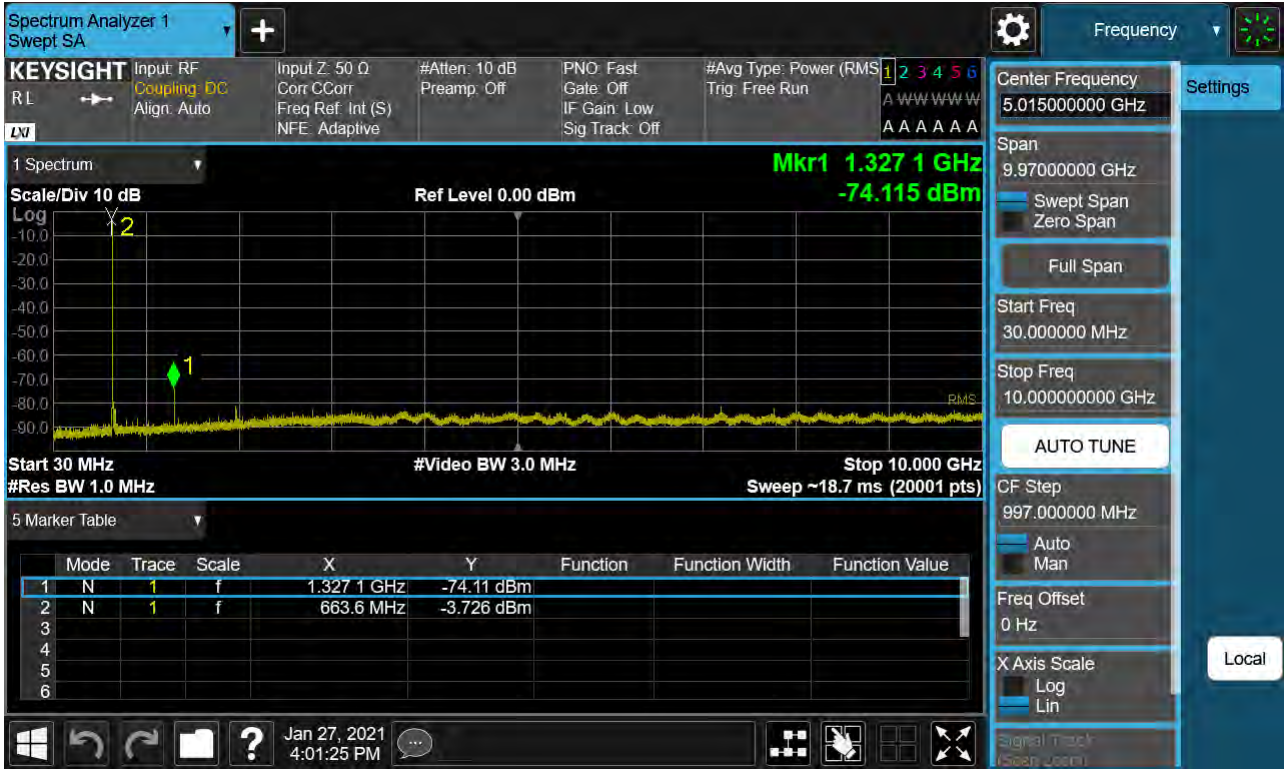 Spectrum Analyzer 1
Swept SA
Frequency
KEYSIGHT
Input: RF
Coupling: DC
Align: Auto
Input Z: 50 Ω
Corr CCorr
Freq Ref: Int (S)
NFE: Adaptive
#Atten: 10 dB
Preamp: Off
PNO: Fast
Gate: Off
IF Gain: Low
Sig Track: Off
#Avg Type: Power (RMS
Trig: Free Run
1 2 3 4 5 6
A W W W W W
A A A A A A
R L
LXI
1 Spectrum
Mkr1 1.327 1 GHz
-74.115 dBm
Scale/Div 10 dB
Ref Level 0.00 dBm
Log
-10.0
-20.0
-30.0
-40.0
-50.0
-60.0
-70.0
-80.0
-90.0
2
1
RMS
Start 30 MHz
#Video BW 3.0 MHz
Stop 10.000 GHz
#Res BW 1.0 MHz
Sweep ~18.7 ms (20001 pts)
5 Marker Table
Mode Trace Scale X Y Function Function Width Function Value
1 N 1 f 1.327 1 GHz -74.11 dBm
2 N 1 f 663.6 MHz -3.726 dBm
3
4
5
6
Jan 27, 2021
4:01:25 PM
Center Frequency
5.015000000 GHz
Span
9.97000000 GHz
Swept Span
Zero Span
Full Span
Start Freq
30.000000 MHz
Stop Freq
10.000000000 GHz
AUTO TUNE
CF Step
997.000000 MHz
Auto
Man
Freq Offset
0 Hz
X Axis Scale
Log
Lin
Signal Track
(Span Zoom)
Settings
Local